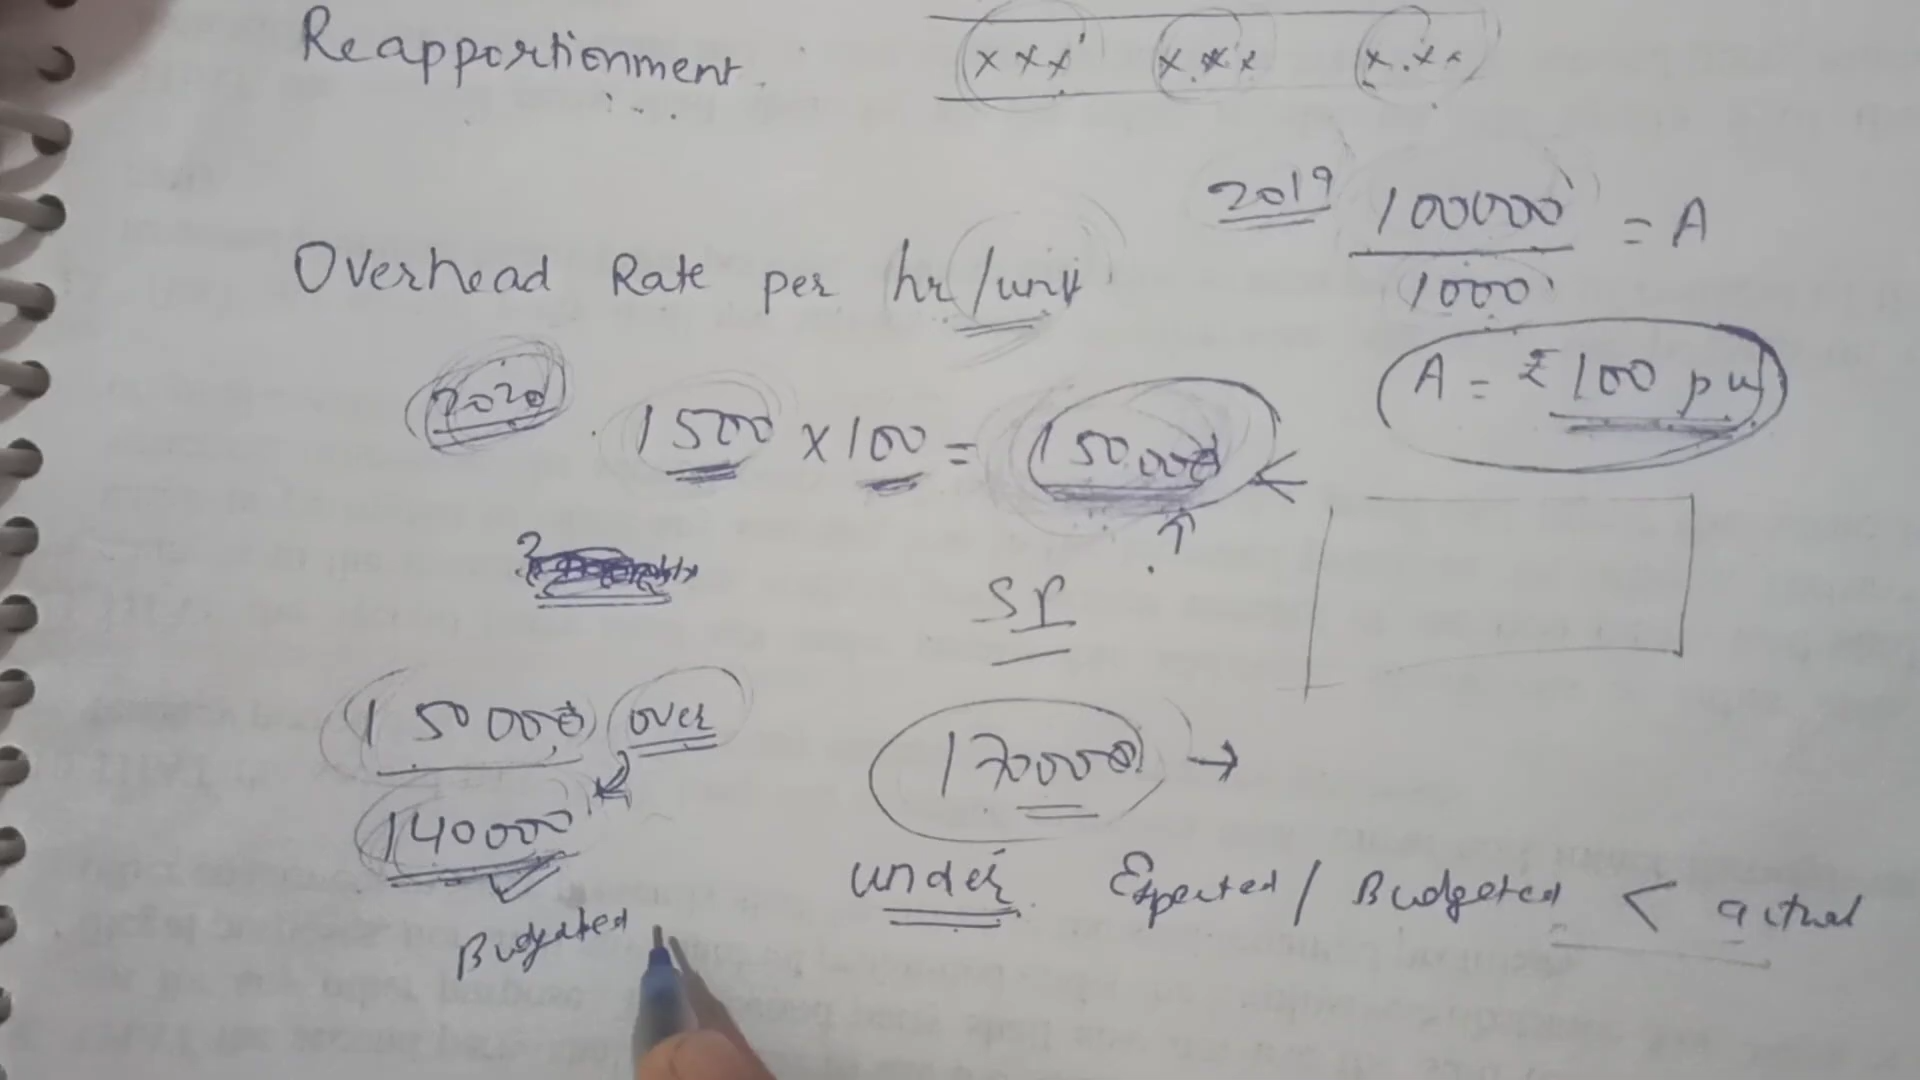 Reapportionment. xxx x.xx x.xx
2019 100000 = A
1000
Overhead Rate per hr/unit
A = ₹100 pu
2020 1500 x 100 = 150000
SP
150000 over
170000 →
140000
under Expected / Budgeted < actual
Budgeted